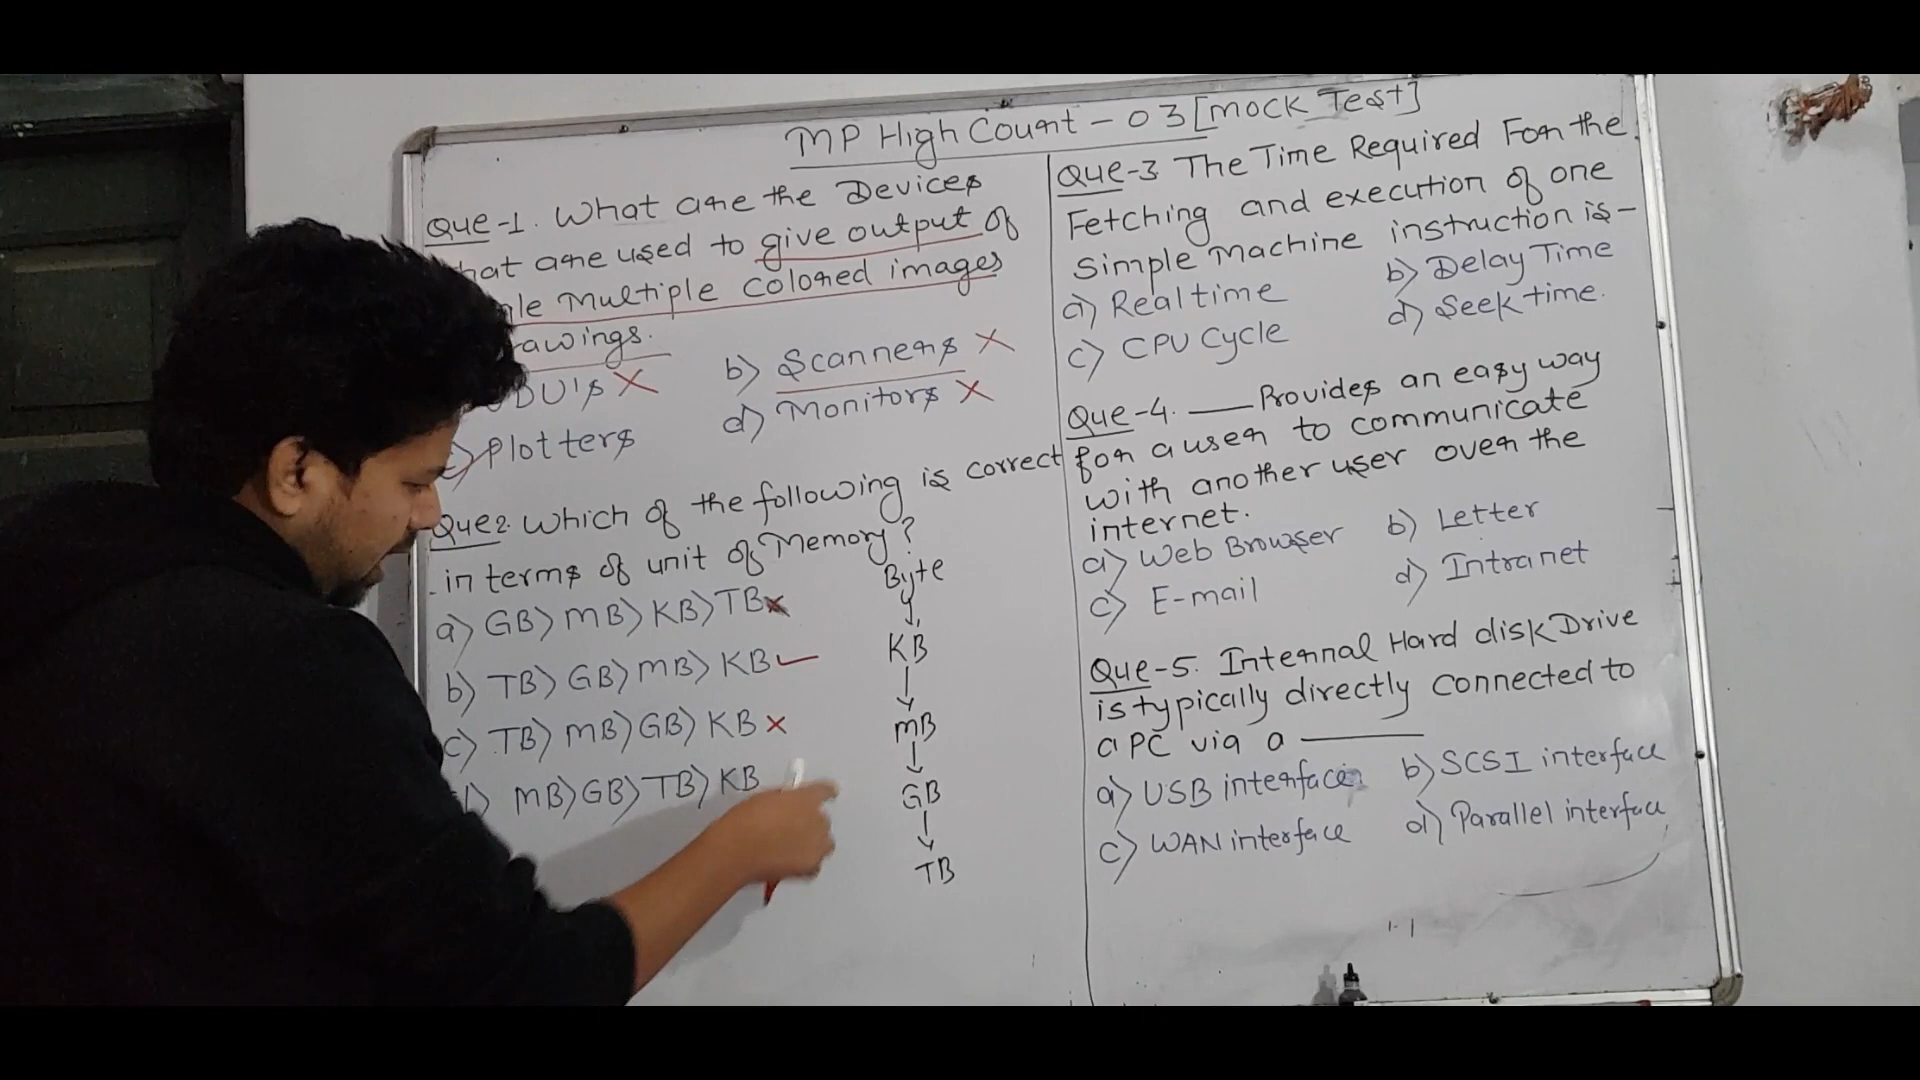 MP High Count - 03 [Mock Test]
Que-1. What are the Devices
that are used to give output of
Multiple Colored images
VDU's ✗ b) Scanners ✗
c) Plotters d) Monitors ✗
Que 2. Which of the following is correct
in terms of unit of Memory?
a) GB > MB > KB > TB ✗
b) TB > GB > MB > KB ✓
c) TB > MB > GB > KB ✗
d) MB > GB > TB > KB
Byte
↓
KB
↓
MB
↓
GB
↓
TB
Que-3 The Time Required For the
Fetching and execution of one
Simple Machine instruction is -
a) Real time b) Delay Time
c) CPU Cycle d) Seek time.
Que-4. ___ Provides an easy way
for a user to communicate
with another user over the
internet.
a) Web Browser b) Letter
c) E-mail d) Intranet
Que-5. Internal Hard disk Drive
is typically directly connected to
a PC via a ______
a) USB interface b) SCSI interface
c) WAN interface d) Parallel interface